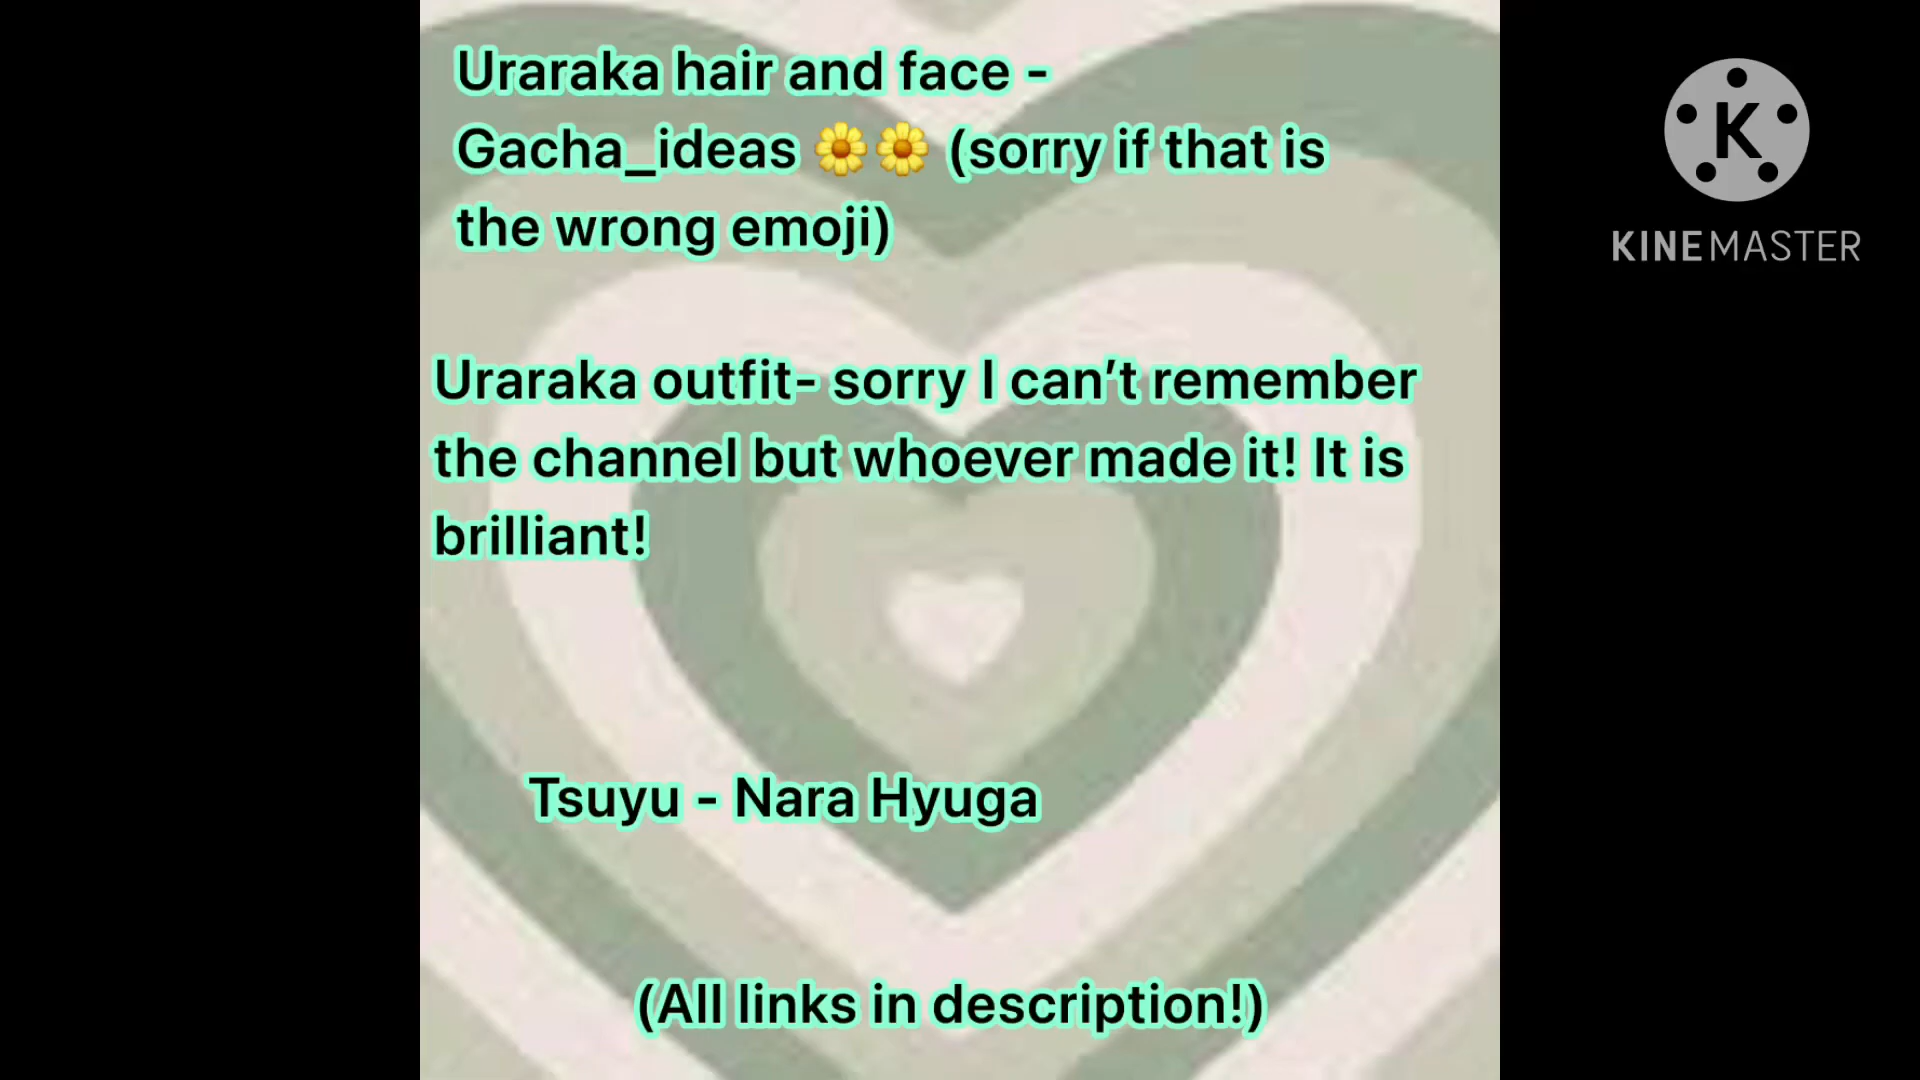 Uraraka hair and face -
Gacha_ideas 🌼🌼 (sorry if that is
the wrong emoji)
Uraraka outfit- sorry I can’t remember
the channel but whoever made it! It is
brilliant!
Tsuyu - Nara Hyuga
(All links in description!)
K
KINEMASTER